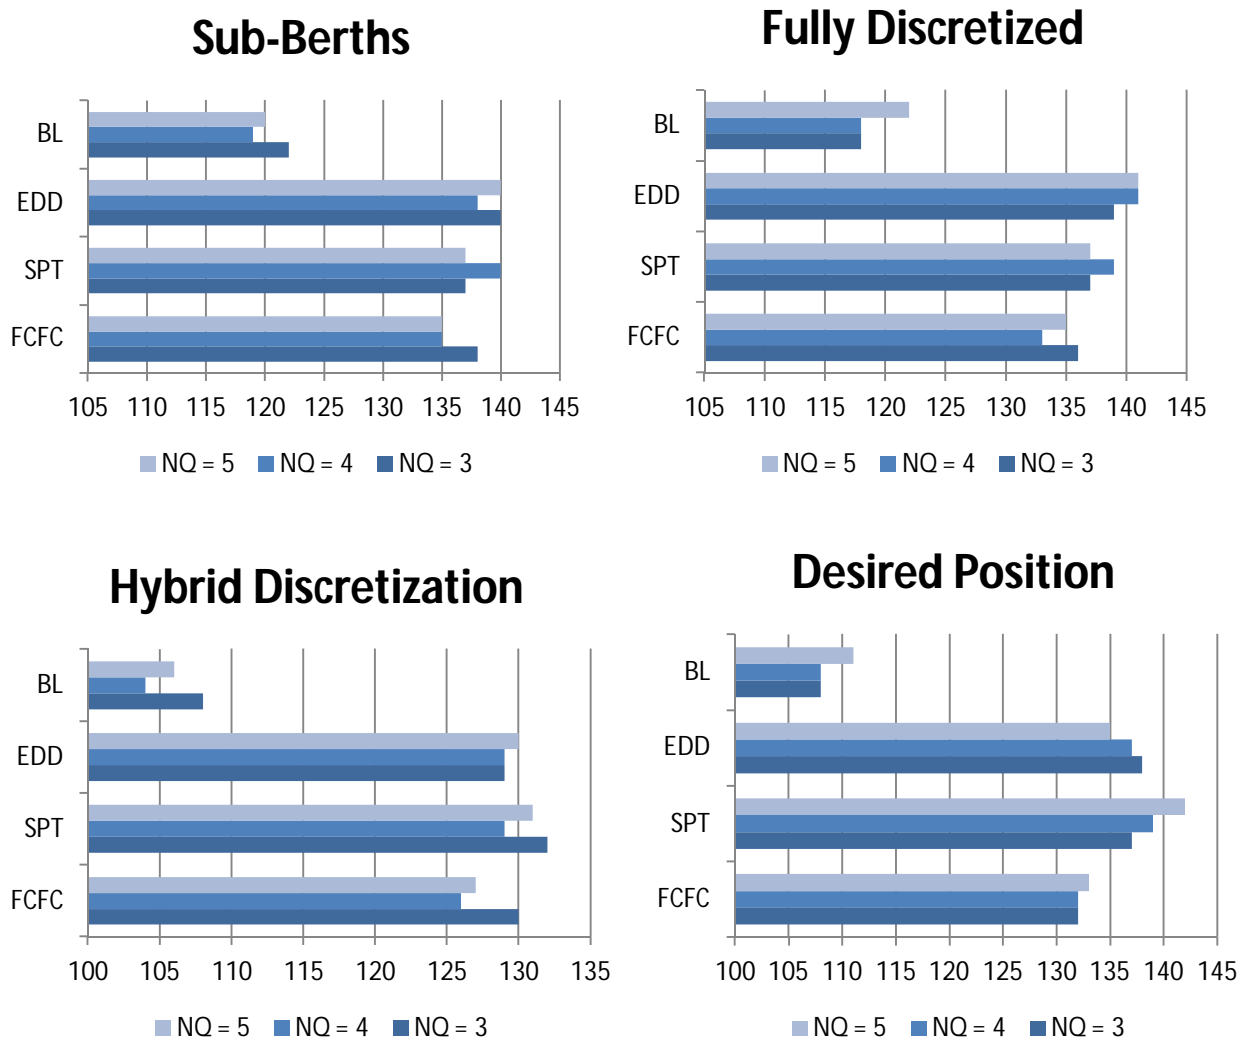 Sub-Berths
BL
EDD
SPT
FCFC
105 110 115 120 125 130 135 140 145
NQ = 5 NQ = 4 NQ = 3
Fully Discretized
BL
EDD
SPT
FCFC
105 110 115 120 125 130 135 140 145
NQ = 5 NQ = 4 NQ = 3
Hybrid Discretization
BL
EDD
SPT
FCFC
100 105 110 115 120 125 130 135
NQ = 5 NQ = 4 NQ = 3
Desired Position
BL
EDD
SPT
FCFC
100 105 110 115 120 125 130 135 140 145
NQ = 5 NQ = 4 NQ = 3